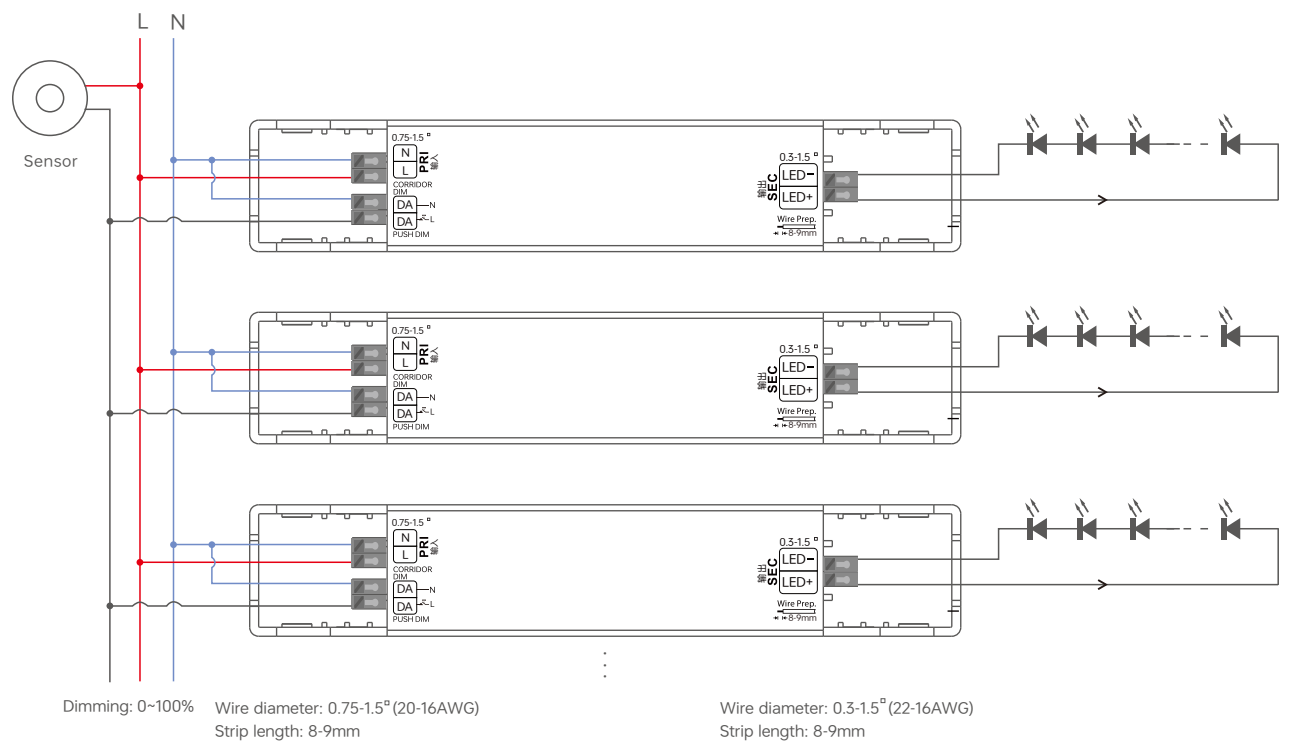 L N
Sensor
0.75-1.5▫
N
L
PRI
输入
CORRIDOR
DIM
DA N
DA L
PUSH DIM
0.3-1.5▫
输出
SEC
LED-
LED+
Wire Prep.
8-9mm
0.75-1.5▫
N
L
PRI
输入
CORRIDOR
DIM
DA N
DA L
PUSH DIM
0.3-1.5▫
输出
SEC
LED-
LED+
Wire Prep.
8-9mm
0.75-1.5▫
N
L
PRI
输入
CORRIDOR
DIM
DA N
DA L
PUSH DIM
0.3-1.5▫
输出
SEC
LED-
LED+
Wire Prep.
8-9mm
Dimming: 0~100%
Wire diameter: 0.75-1.5▫(20-16AWG)
Strip length: 8-9mm
Wire diameter: 0.3-1.5▫(22-16AWG)
Strip length: 8-9mm